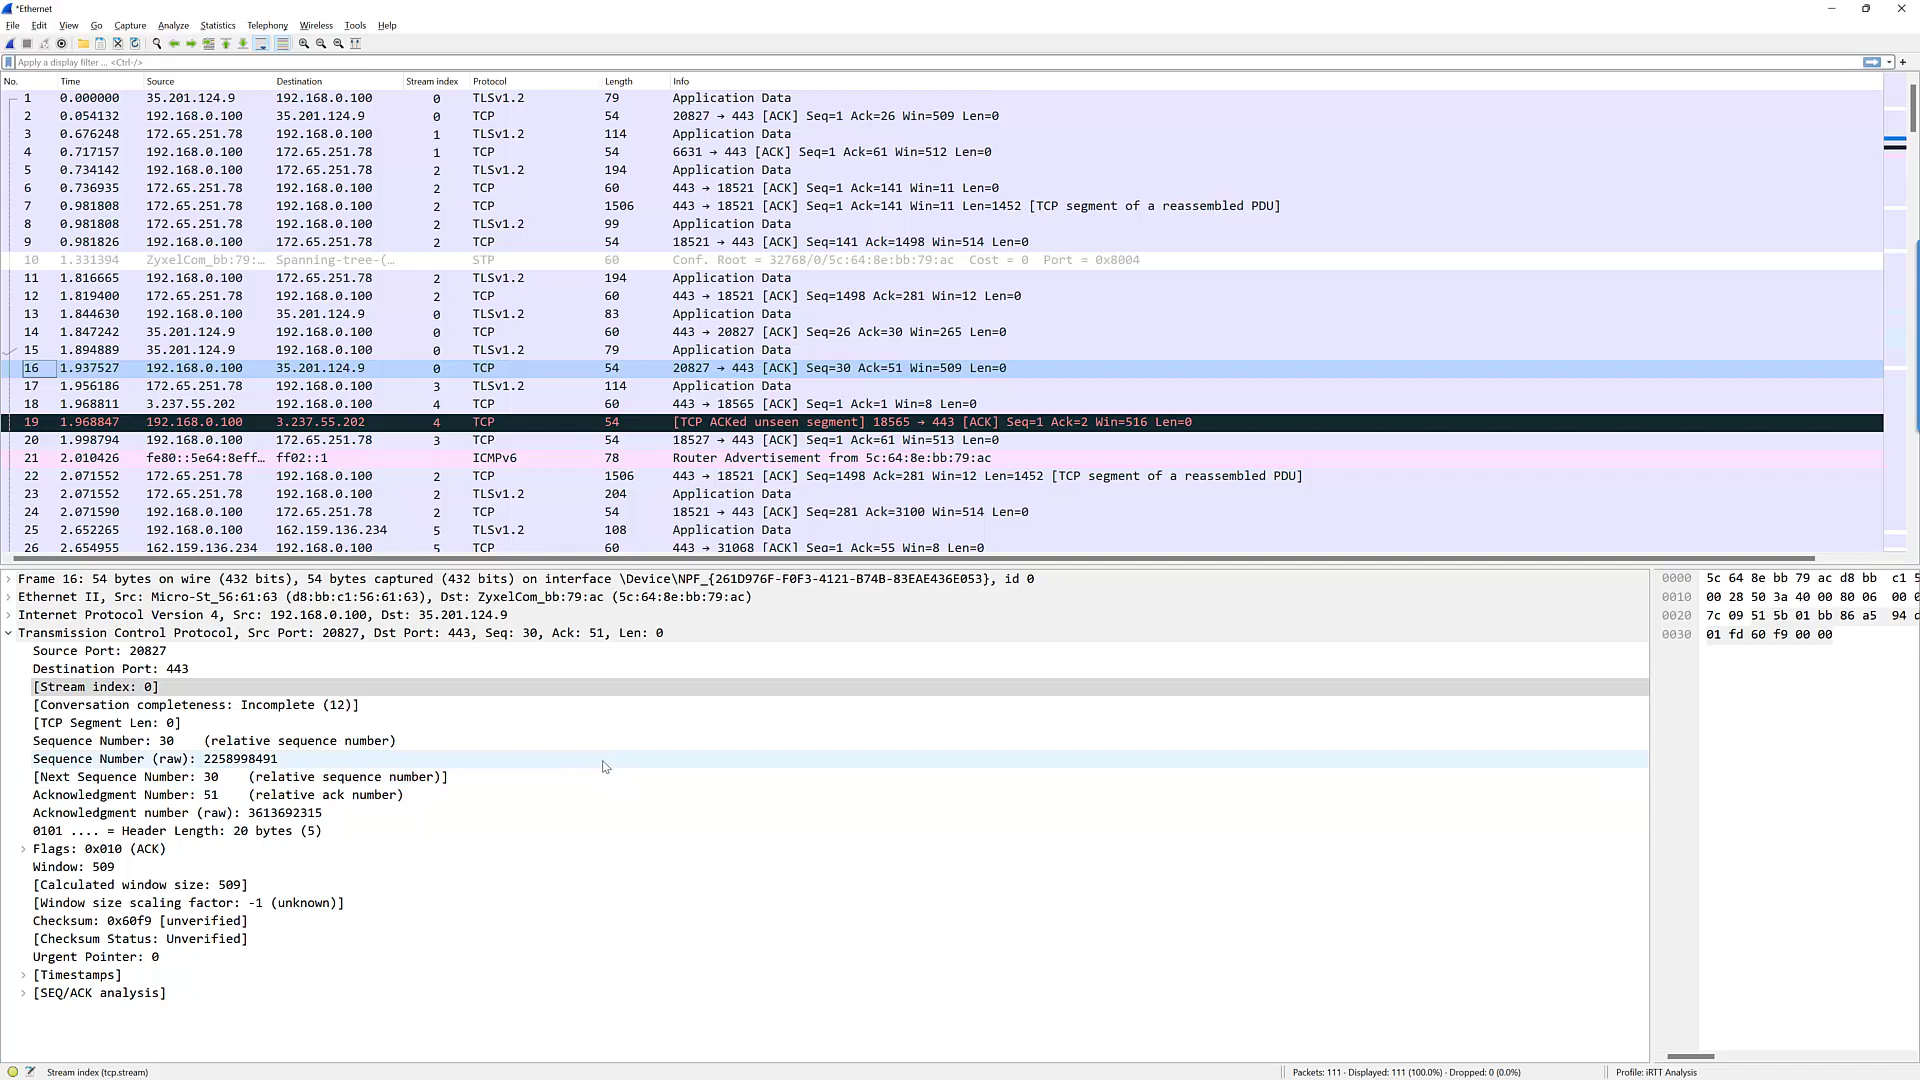 *Ethernet
File Edit View Go Capture Analyze Statistics Telephony Wireless Tools Help
Apply a display filter ... <Ctrl-/>
No. Time Source Destination Stream index Protocol Length Info
1 0.000000 35.201.124.9 192.168.0.100 0 TLSv1.2 79 Application Data
2 0.054132 192.168.0.100 35.201.124.9 0 TCP 54 20827 → 443 [ACK] Seq=1 Ack=26 Win=509 Len=0
3 0.676248 172.65.251.78 192.168.0.100 1 TLSv1.2 114 Application Data
4 0.717157 192.168.0.100 172.65.251.78 1 TCP 54 6631 → 443 [ACK] Seq=1 Ack=61 Win=512 Len=0
5 0.734142 192.168.0.100 172.65.251.78 2 TLSv1.2 194 Application Data
6 0.736935 172.65.251.78 192.168.0.100 2 TCP 60 443 → 18521 [ACK] Seq=1 Ack=141 Win=11 Len=0
7 0.981808 172.65.251.78 192.168.0.100 2 TCP 1506 443 → 18521 [ACK] Seq=1 Ack=141 Win=11 Len=1452 [TCP segment of a reassembled PDU]
8 0.981808 172.65.251.78 192.168.0.100 2 TLSv1.2 99 Application Data
9 0.981826 192.168.0.100 172.65.251.78 2 TCP 54 18521 → 443 [ACK] Seq=141 Ack=1498 Win=514 Len=0
10 1.331394 ZyxelCom_bb:79:… Spanning-tree-(… STP 60 Conf. Root = 32768/0/5c:64:8e:bb:79:ac Cost = 0 Port = 0x8004
11 1.816665 192.168.0.100 172.65.251.78 2 TLSv1.2 194 Application Data
12 1.819400 172.65.251.78 192.168.0.100 2 TCP 60 443 → 18521 [ACK] Seq=1498 Ack=281 Win=12 Len=0
13 1.844630 192.168.0.100 35.201.124.9 0 TLSv1.2 83 Application Data
14 1.847242 35.201.124.9 192.168.0.100 0 TCP 60 443 → 20827 [ACK] Seq=26 Ack=30 Win=265 Len=0
15 1.894889 35.201.124.9 192.168.0.100 0 TLSv1.2 79 Application Data
16 1.937527 192.168.0.100 35.201.124.9 0 TCP 54 20827 → 443 [ACK] Seq=30 Ack=51 Win=509 Len=0
17 1.956186 172.65.251.78 192.168.0.100 3 TLSv1.2 114 Application Data
18 1.968811 3.237.55.202 192.168.0.100 4 TCP 60 443 → 18565 [ACK] Seq=1 Ack=1 Win=8 Len=0
19 1.968847 192.168.0.100 3.237.55.202 4 TCP 54 [TCP ACKed unseen segment] 18565 → 443 [ACK] Seq=1 Ack=2 Win=516 Len=0
20 1.998794 192.168.0.100 172.65.251.78 3 TCP 54 18527 → 443 [ACK] Seq=1 Ack=61 Win=513 Len=0
21 2.010426 fe80::5e64:8eff… ff02::1 ICMPv6 78 Router Advertisement from 5c:64:8e:bb:79:ac
22 2.071552 172.65.251.78 192.168.0.100 2 TCP 1506 443 → 18521 [ACK] Seq=1498 Ack=281 Win=12 Len=1452 [TCP segment of a reassembled PDU]
23 2.071552 172.65.251.78 192.168.0.100 2 TLSv1.2 204 Application Data
24 2.071590 192.168.0.100 172.65.251.78 2 TCP 54 18521 → 443 [ACK] Seq=281 Ack=3100 Win=514 Len=0
25 2.652265 192.168.0.100 162.159.136.234 5 TLSv1.2 108 Application Data
26 2.654955 162.159.136.234 192.168.0.100 5 TCP 60 443 → 31068 [ACK] Seq=1 Ack=55 Win=8 Len=0
Frame 16: 54 bytes on wire (432 bits), 54 bytes captured (432 bits) on interface \Device\NPF_{261D976F-F0F3-4121-B74B-83EAE436E053}, id 0
Ethernet II, Src: Micro-St_56:61:63 (d8:bb:c1:56:61:63), Dst: ZyxelCom_bb:79:ac (5c:64:8e:bb:79:ac)
Internet Protocol Version 4, Src: 192.168.0.100, Dst: 35.201.124.9
Transmission Control Protocol, Src Port: 20827, Dst Port: 443, Seq: 30, Ack: 51, Len: 0
Source Port: 20827
Destination Port: 443
[Stream index: 0]
[Conversation completeness: Incomplete (12)]
[TCP Segment Len: 0]
Sequence Number: 30 (relative sequence number)
Sequence Number (raw): 2258998491
[Next Sequence Number: 30 (relative sequence number)]
Acknowledgment Number: 51 (relative ack number)
Acknowledgment number (raw): 3613692315
0101 .... = Header Length: 20 bytes (5)
Flags: 0x010 (ACK)
Window: 509
[Calculated window size: 509]
[Window size scaling factor: -1 (unknown)]
Checksum: 0x60f9 [unverified]
[Checksum Status: Unverified]
Urgent Pointer: 0
[Timestamps]
[SEQ/ACK analysis]
0000 5c 64 8e bb 79 ac d8 bb c1 5
0010 00 28 50 3a 40 00 80 06 00 0
0020 7c 09 51 5b 01 bb 86 a5 94
0030 01 fd 60 f9 00 00
Stream index (tcp.stream)
Packets: 111 · Displayed: 111 (100.0%) · Dropped: 0 (0.0%)
Profile: iRTT Analysis